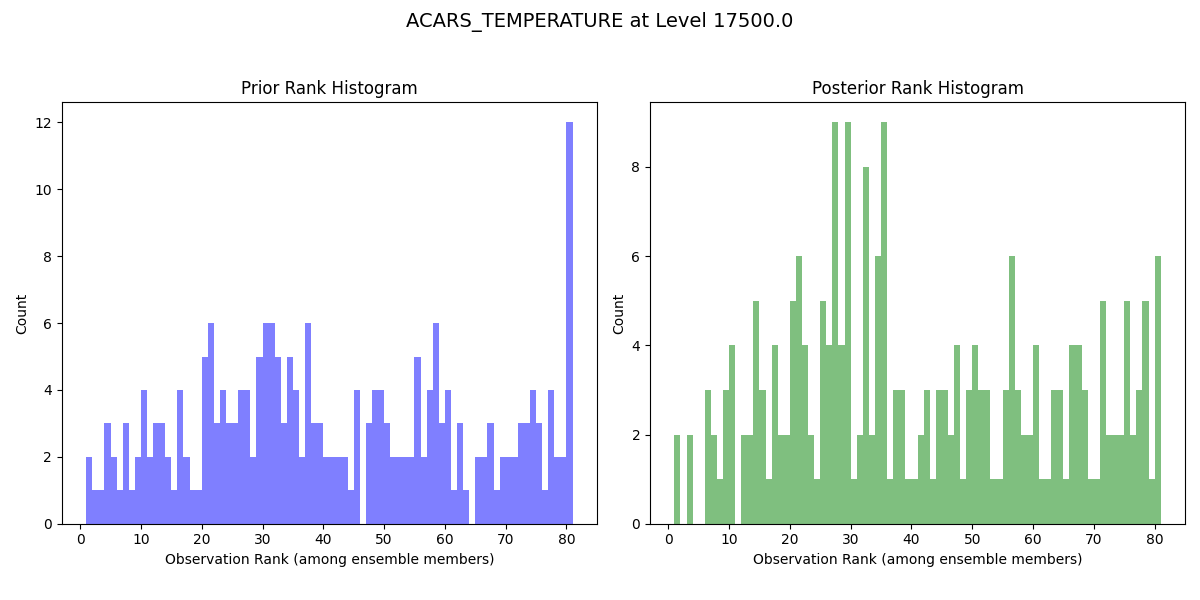 ACARS_TEMPERATURE at Level 17500.0
Prior Rank Histogram
Count
12
10
8
6
4
2
0
0 10 20 30 40 50 60 70 80
Observation Rank (among ensemble members)
Posterior Rank Histogram
Count
8
6
4
2
0
0 10 20 30 40 50 60 70 80
Observation Rank (among ensemble members)